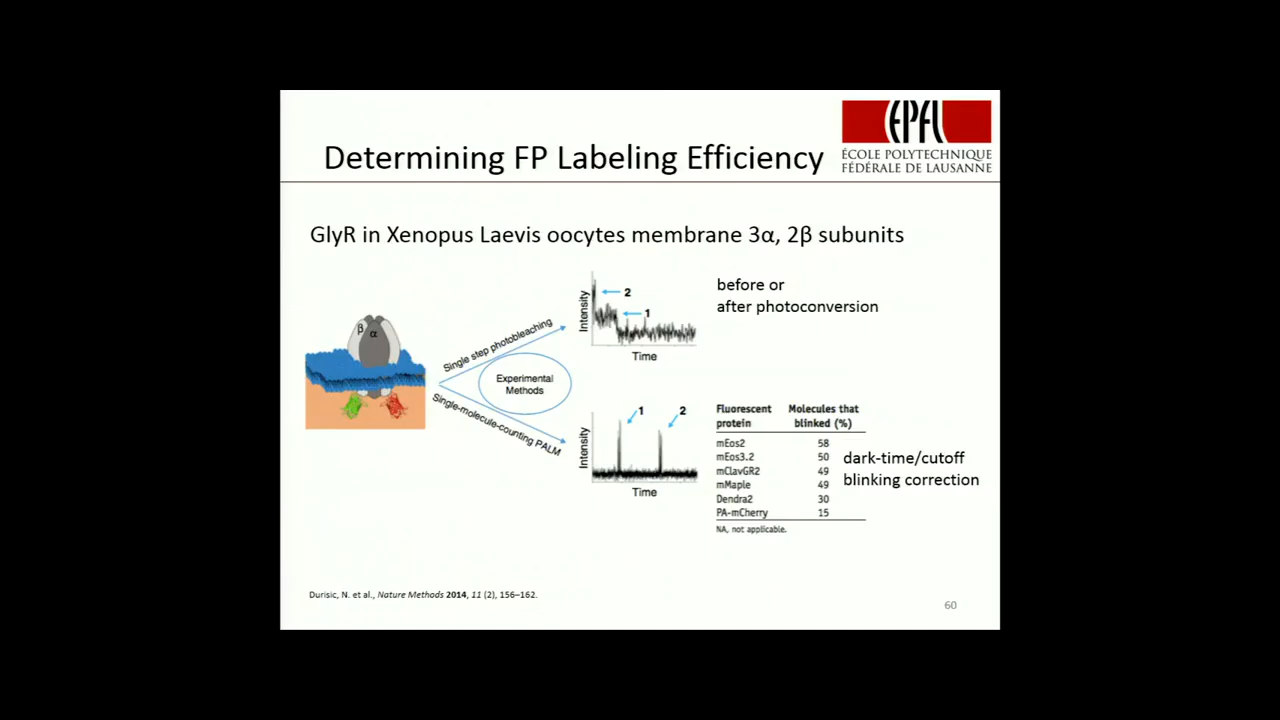 Determining FP Labeling Efficiency
EPFL
ÉCOLE POLYTECHNIQUE
FÉDÉRALE DE LAUSANNE
GlyR in Xenopus Laevis oocytes membrane 3α, 2β subunits
β
α
Single step photobleaching
Experimental
Methods
Single-molecule-counting PALM
Intensity
2
1
Time
before or
after photoconversion
Intensity
1
2
Time
Fluorescent Molecules that
protein blinked (%)
mEos2 58
mEos3.2 50
mClavGR2 49
mMaple 49
Dendra2 30
PA-mCherry 15
NA, not applicable.
dark-time/cutoff
blinking correction
Durisic, N. et al., Nature Methods 2014, 11 (2), 156–162.
60